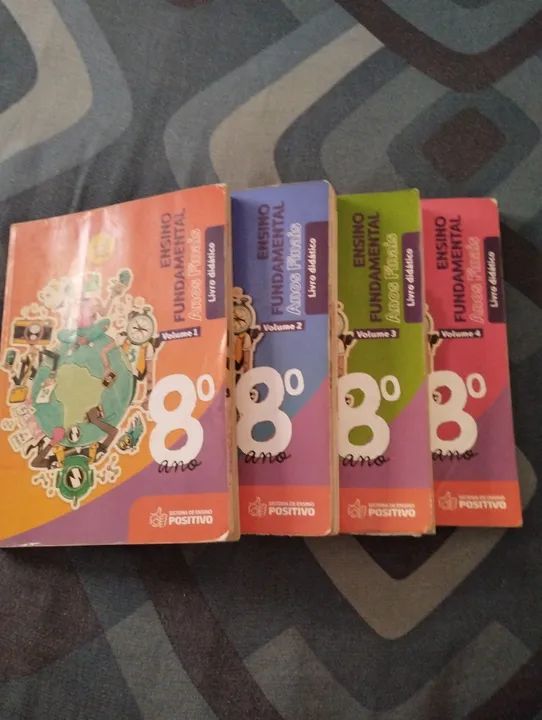 ENSINO
FUNDAMENTAL
Anos Finais
Livro didático
Volume 1
8º
ano
SISTEMA DE ENSINO
POSITIVO
ENSINO
FUNDAMENTAL
Anos Finais
Livro didático
Volume 2
8º
ano
SISTEMA DE ENSINO
POSITIVO
ENSINO
FUNDAMENTAL
Anos Finais
Livro didático
Volume 3
8º
ano
SISTEMA DE ENSINO
POSITIVO
ENSINO
FUNDAMENTAL
Anos Finais
Livro didático
Volume 4
8º
ano
SISTEMA DE ENSINO
POSITIVO